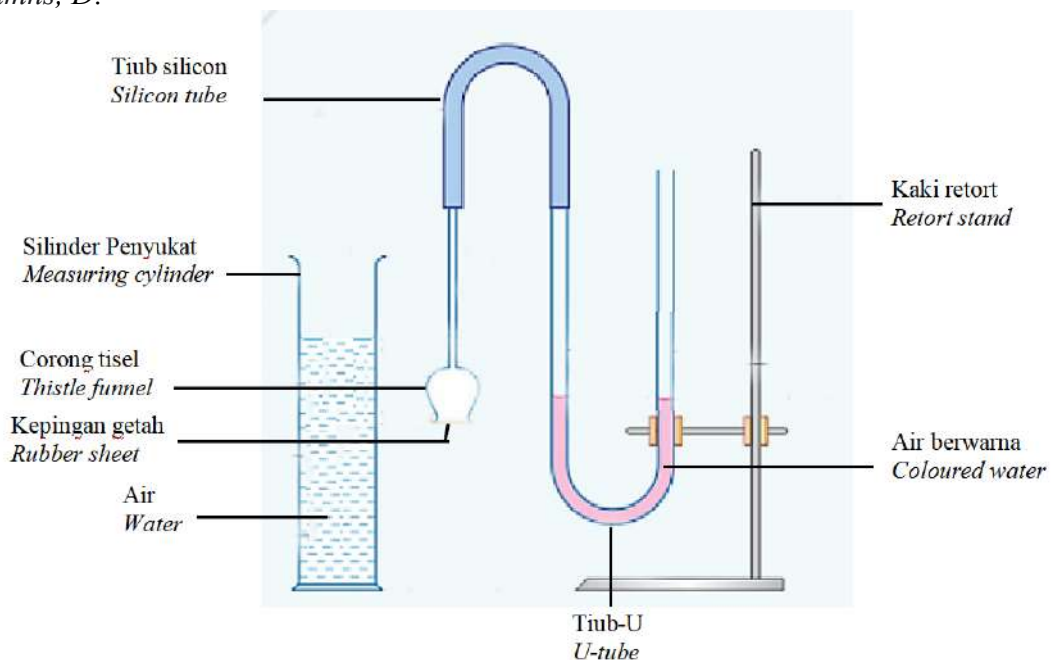 Tiub silicon
Silicon tube
Kaki retort
Retort stand
Silinder Penyukat
Measuring cylinder
Corong tisel
Thistle funnel
Kepingan getah
Rubber sheet
Air berwarna
Coloured water
Air
Water
Tiub-U
U-tube